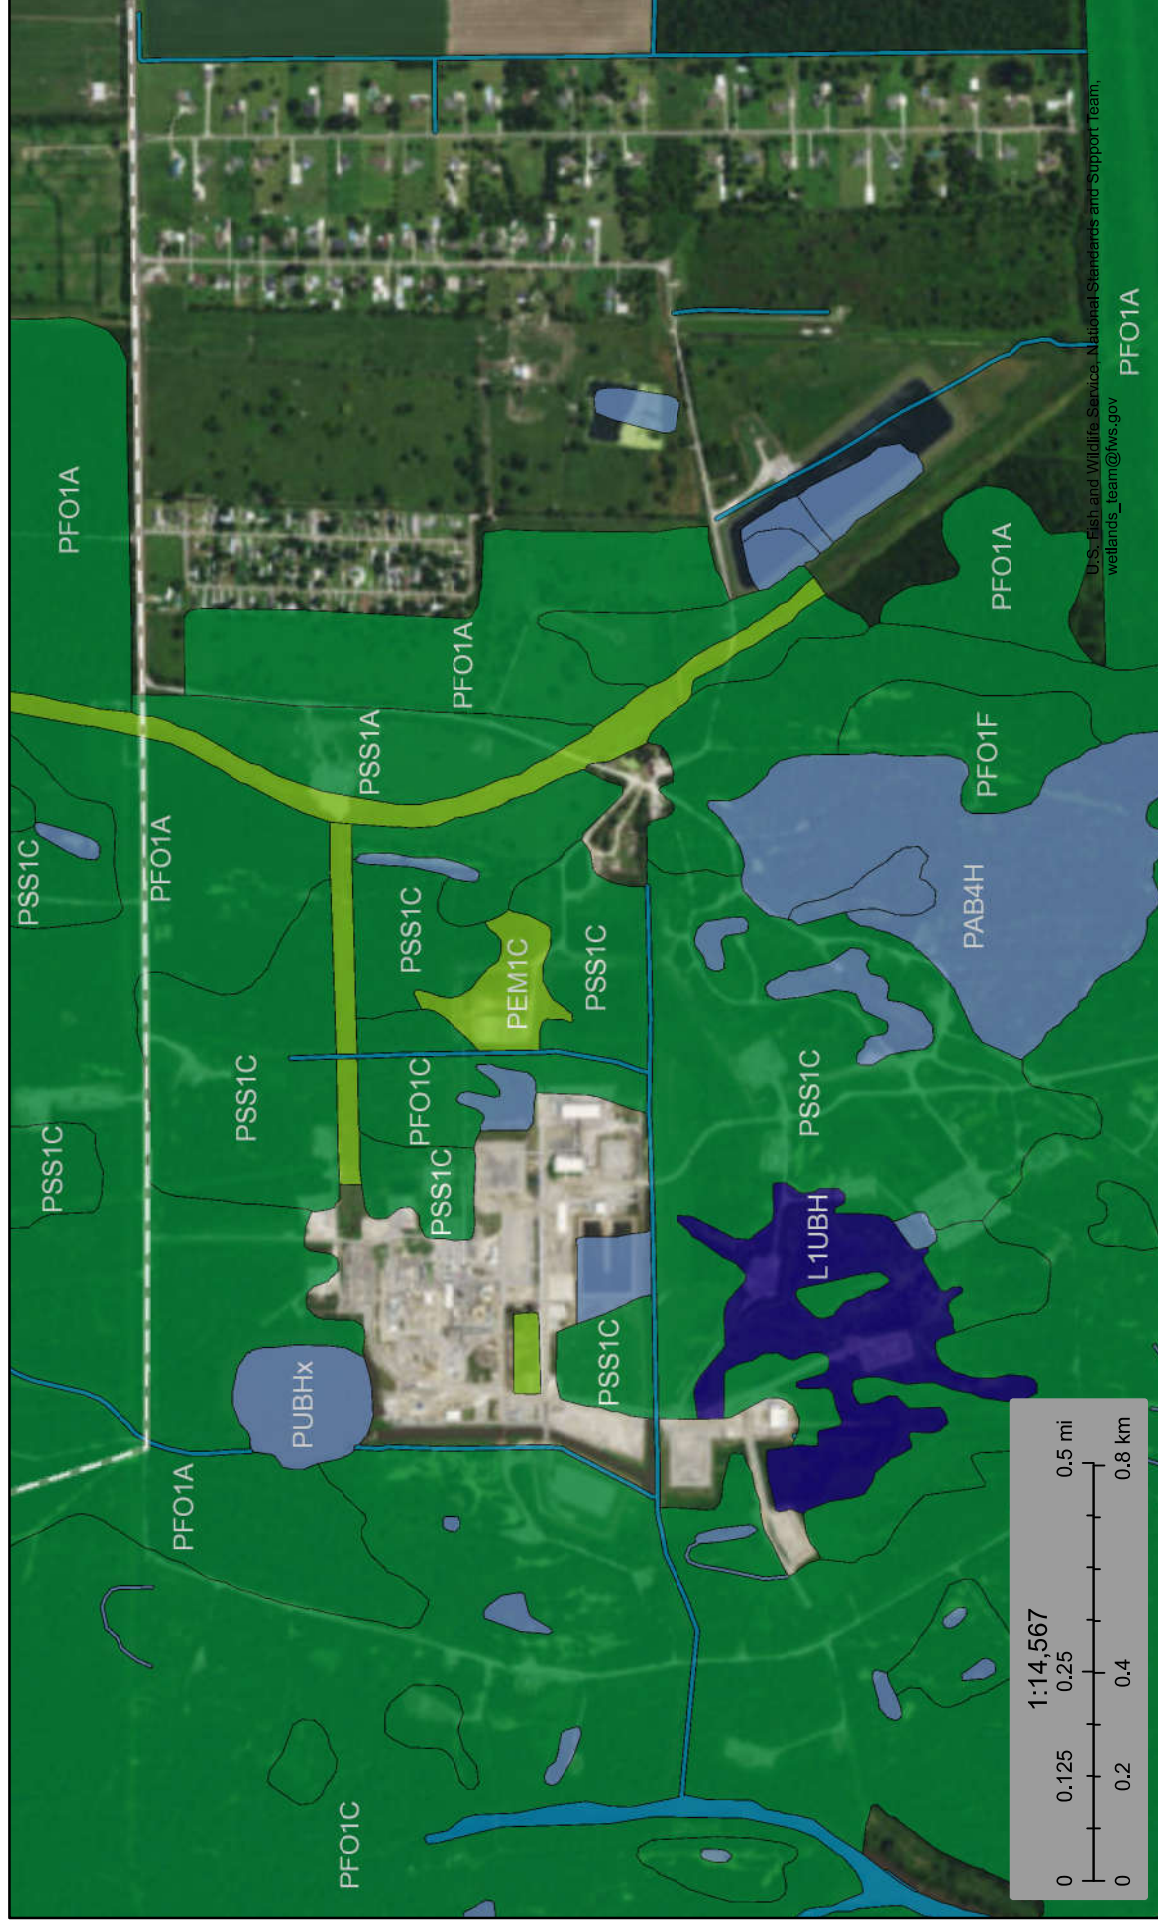 PSS1C
PSS1C
PFO1A
PFO1A
PFO1A
PSS1C
PUBHx
PFO1C
PSS1A
PSS1C
PFO1C
PSS1C
PFO1A
PEM1C
PSS1C
PSS1C
PSS1C
L1UBH
PAB4H
PFO1F
PFO1A
1:14,567
0 0.125 0.25 0.5 mi
0 0.2 0.4 0.8 km
U.S. Fish and Wildlife Service, National Standards and Support Team,
wetlands_team@fws.gov
PFO1A